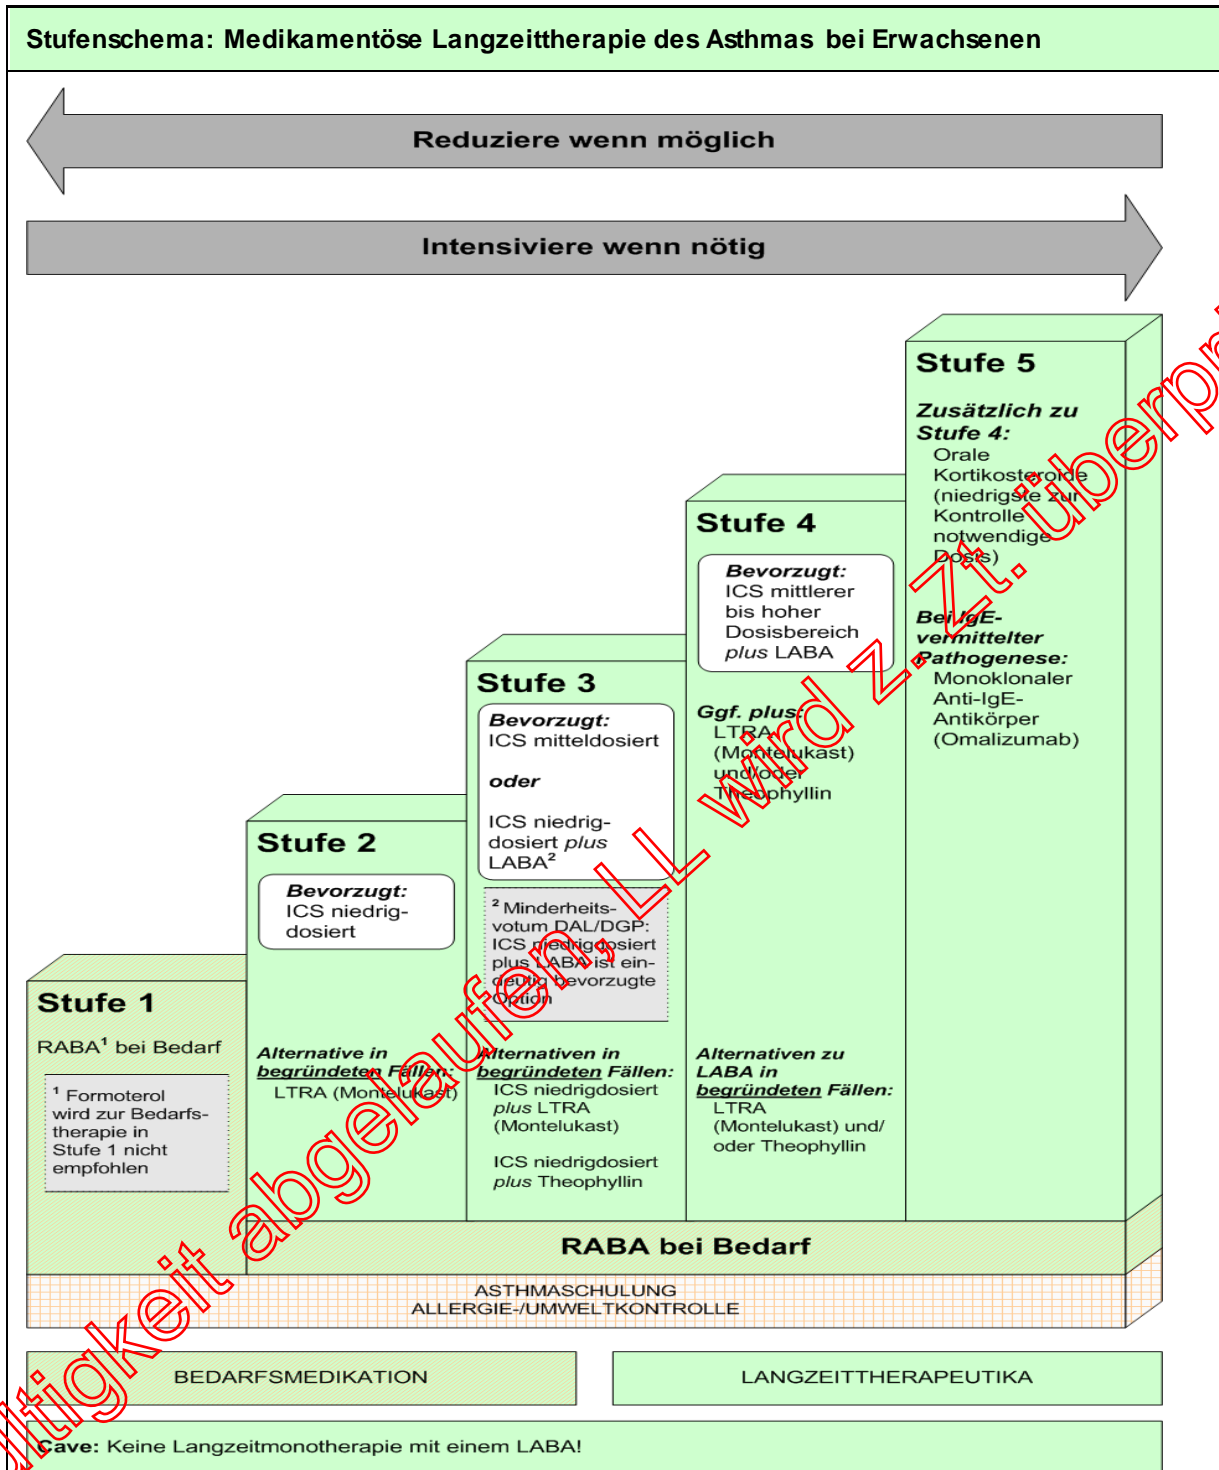 Stufenschema: Medikamentöse Langzeittherapie des Asthmas bei Erwachsenen
Reduziere wenn möglich
Intensiviere wenn nötig
Stufe 5
Zusätzlich zu
Stufe 4:
Orale
Kortikosteroide
(niedrigste zur
Kontrolle
notwendige
Dosis)
Bei IgE-
vermittelter
Pathogenese:
Monoklonaler
Anti-IgE-
Antikörper
(Omalizumab)
Stufe 4
Bevorzugt:
ICS mittlerer
bis hoher
Dosisbereich
plus LABA
Ggf. plus:
LTRA
(Montelukast)
und/oder
Theophyllin
Alternativen zu
LABA in
begründeten Fällen:
LTRA
(Montelukast) und/
oder Theophyllin
Stufe 3
Bevorzugt:
ICS mitteldosiert
oder
ICS niedrig-
dosiert plus
LABA²
² Minderheits-
votum DAL/DGP:
ICS niedrigdosiert
plus LABA ist ein-
deutig bevorzugte
Option
Alternativen in
begründeten Fällen:
ICS niedrigdosiert
plus LTRA
(Montelukast)
ICS niedrigdosiert
plus Theophyllin
Stufe 2
Bevorzugt:
ICS niedrig-
dosiert
Alternative in
begründeten Fällen:
LTRA (Montelukast)
Stufe 1
RABA¹ bei Bedarf
¹ Formoterol
wird zur Bedarfs-
therapie in
Stufe 1 nicht
empfohlen
RABA bei Bedarf
ASTHMASCHULUNG
ALLERGIE-/UMWELTKONTROLLE
BEDARFSMEDIKATION
LANGZEITTHERAPEUTIKA
Cave: Keine Langzeitmonotherapie mit einem LABA!
abgelaufen, LL wird z. Zt.